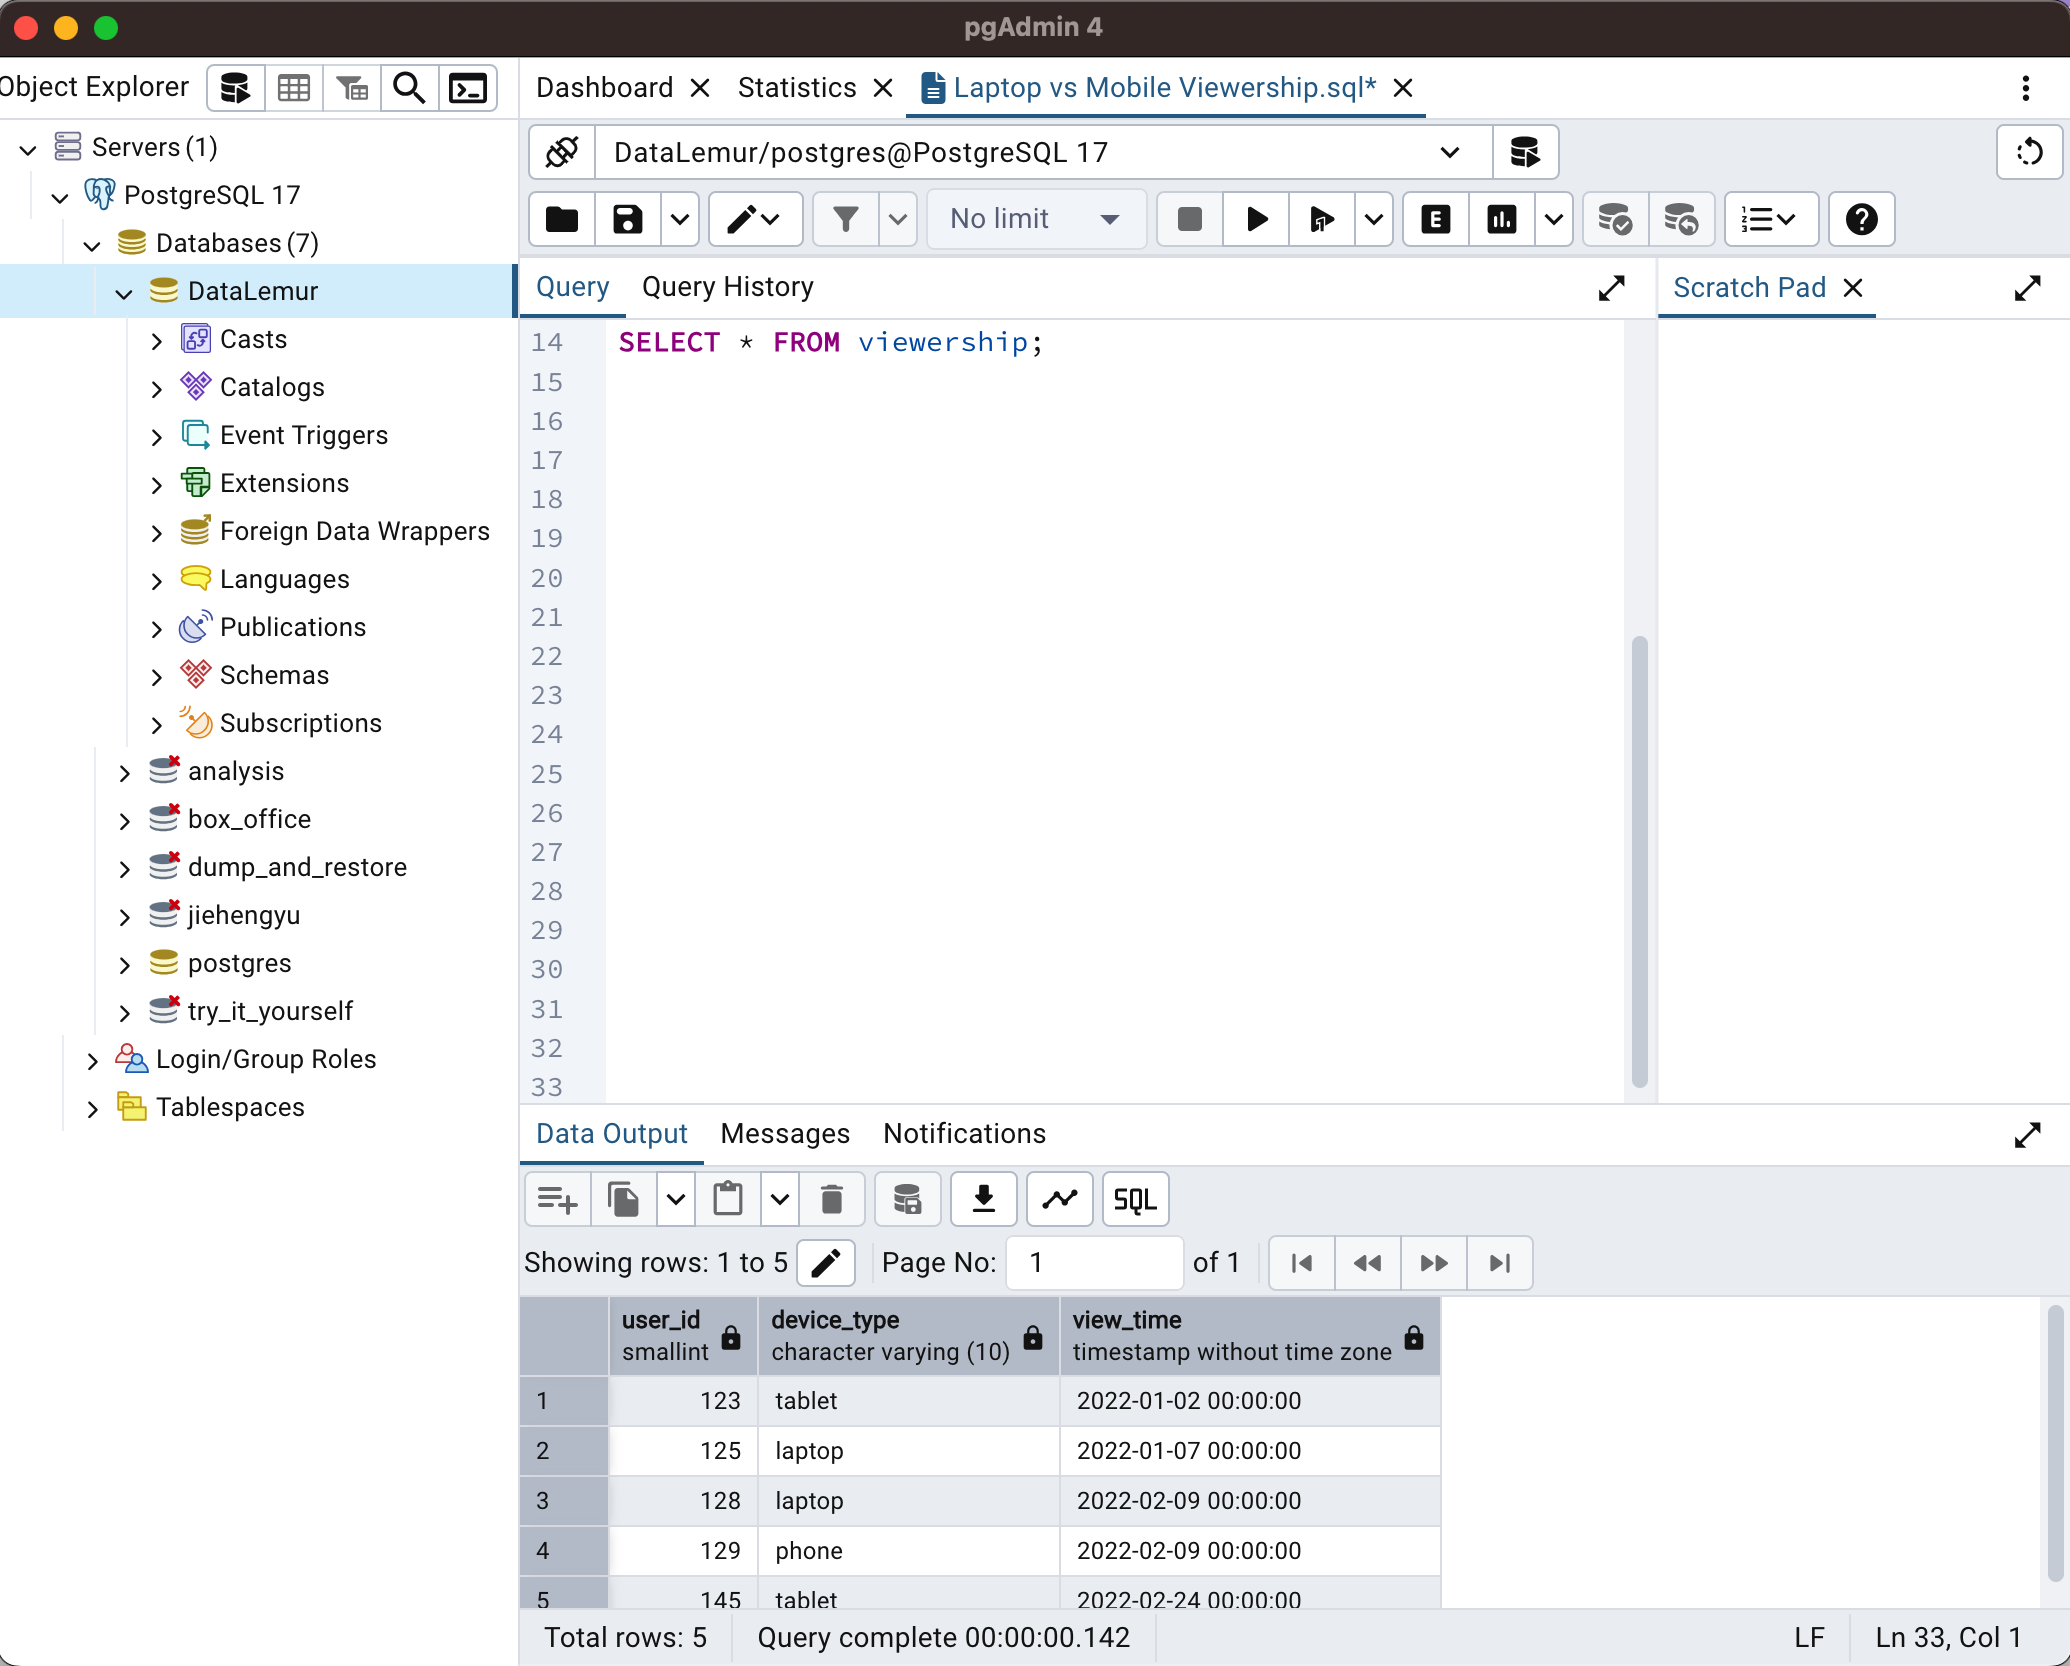 pgAdmin 4
Object Explorer
Dashboard
Statistics
Laptop vs Mobile Viewership.sql*
Servers (1)
PostgreSQL 17
Databases (7)
DataLemur
Casts
Catalogs
Event Triggers
Extensions
Foreign Data Wrappers
Languages
Publications
Schemas
Subscriptions
analysis
box_office
dump_and_restore
jiehengyu
postgres
try_it_yourself
Login/Group Roles
Tablespaces
DataLemur/postgres@PostgreSQL 17
No limit
E
Query
Query History
Scratch Pad
14 SELECT * FROM viewership;
15
16
17
18
19
20
21
22
23
24
25
26
27
28
29
30
31
32
33
Data Output
Messages
Notifications
SQL
Showing rows: 1 to 5
Page No: 1 of 1
user_id device_type view_time
smallint character varying (10) timestamp without time zone
1 123 tablet 2022-01-02 00:00:00
2 125 laptop 2022-01-07 00:00:00
3 128 laptop 2022-02-09 00:00:00
4 129 phone 2022-02-09 00:00:00
5 145 tablet 2022-02-24 00:00:00
Total rows: 5
Query complete 00:00:00.142
LF
Ln 33, Col 1